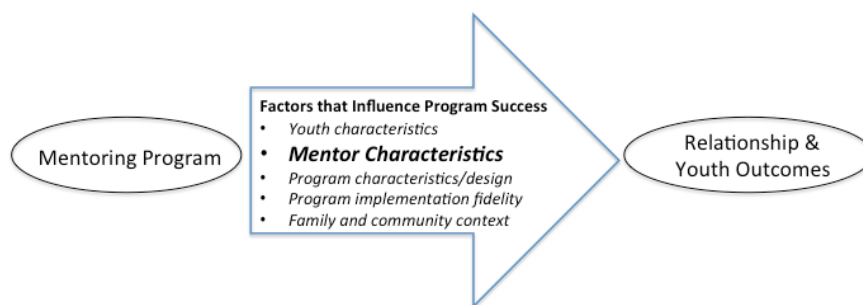 Mentoring Program
Factors that Influence Program Success
• Youth characteristics
• Mentor Characteristics
• Program characteristics/design
• Program implementation fidelity
• Family and community context
Relationship &
Youth Outcomes